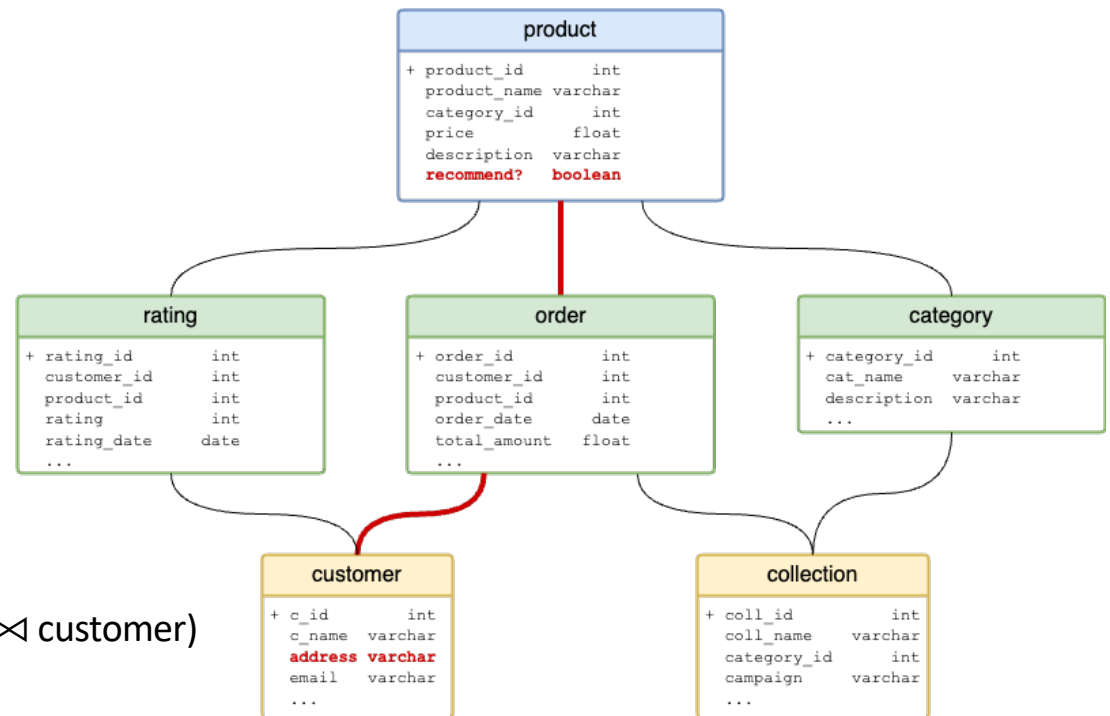 product
+ product_id int
product_name varchar
category_id int
price float
description varchar
recommend? boolean
rating
+ rating_id int
customer_id int
product_id int
rating int
rating_date date
...
order
+ order_id int
customer_id int
product_id int
order_date date
total_amount float
...
category
+ category_id int
cat_name varchar
description varchar
...
customer
+ c_id int
c_name varchar
address varchar
email varchar
...
collection
+ coll_id int
coll_name varchar
category_id int
campaign varchar
...
⋈ customer)